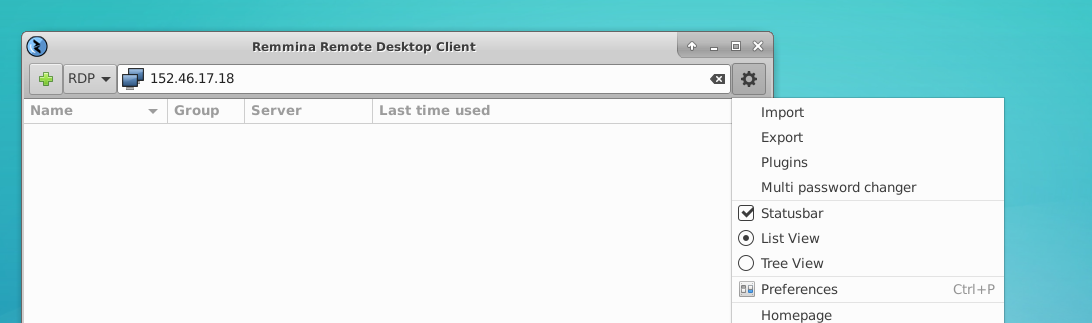 Remmina Remote Desktop Client
RDP 152.46.17.18
Name Group Server Last time used
Import
Export
Plugins
Multi password changer
Statusbar
List View
Tree View
Preferences Ctrl+P
Homepage